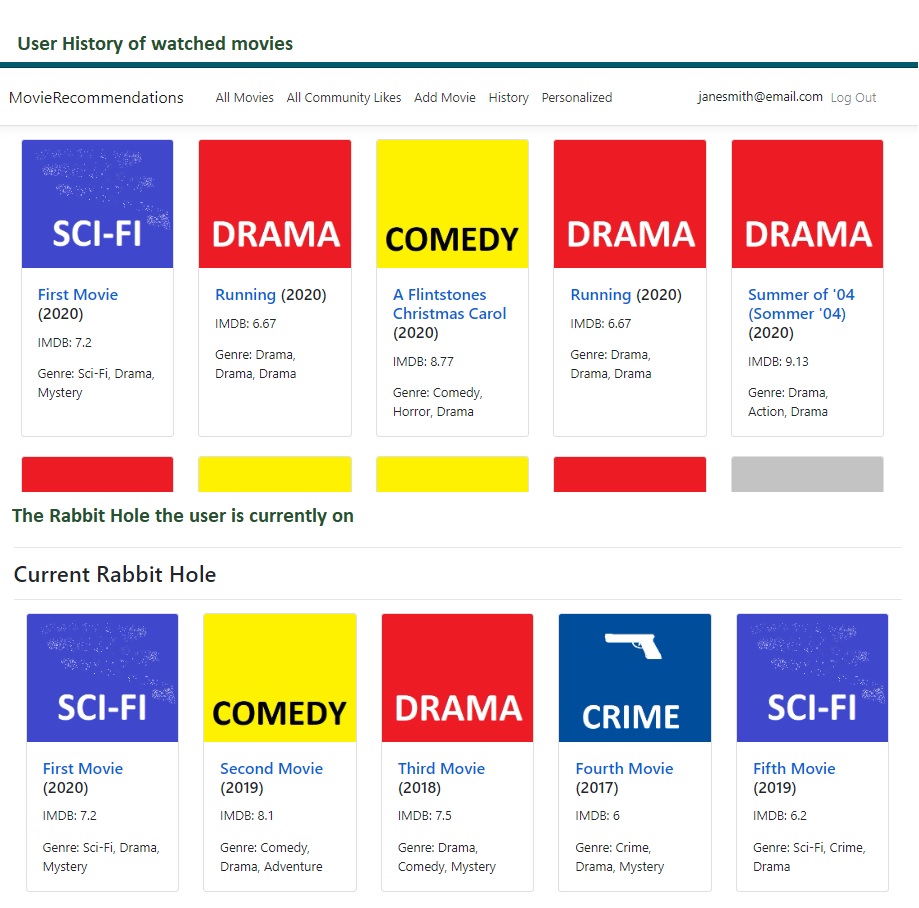 User History of watched movies
MovieRecommendations All Movies All Community Likes Add Movie History Personalized janesmith@email.com Log Out
SCI-FI DRAMA COMEDY DRAMA DRAMA
First Movie
(2020)
IMDB: 7.2
Genre: Sci-Fi, Drama,
Mystery
Running (2020)
IMDB: 6.67
Genre: Drama,
Drama, Drama
A Flintstones
Christmas Carol
(2020)
IMDB: 8.77
Genre: Comedy,
Horror, Drama
Running (2020)
IMDB: 6.67
Genre: Drama,
Drama, Drama
Summer of '04
(Sommer '04)
(2020)
IMDB: 9.13
Genre: Drama,
Action, Drama
The Rabbit Hole the user is currently on
Current Rabbit Hole
SCI-FI COMEDY DRAMA CRIME SCI-FI
First Movie
(2020)
IMDB: 7.2
Genre: Sci-Fi, Drama,
Mystery
Second Movie
(2019)
IMDB: 8.1
Genre: Comedy,
Drama, Adventure
Third Movie
(2018)
IMDB: 7.5
Genre: Drama,
Comedy, Mystery
Fourth Movie
(2017)
IMDB: 6
Genre: Crime,
Drama, Mystery
Fifth Movie
(2019)
IMDB: 6.2
Genre: Sci-Fi, Crime,
Drama